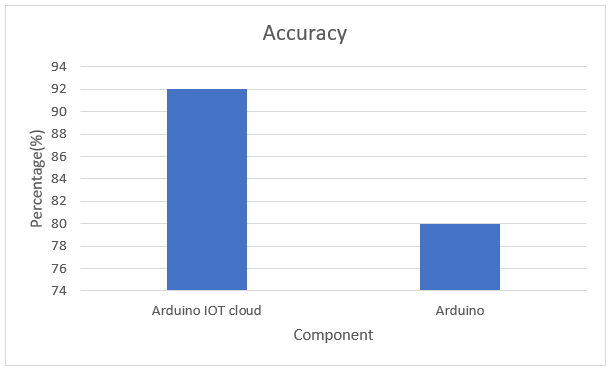 Accuracy
Percentage(%)
94
92
90
88
86
84
82
80
78
76
74
Arduino IOT cloud
Arduino
Component